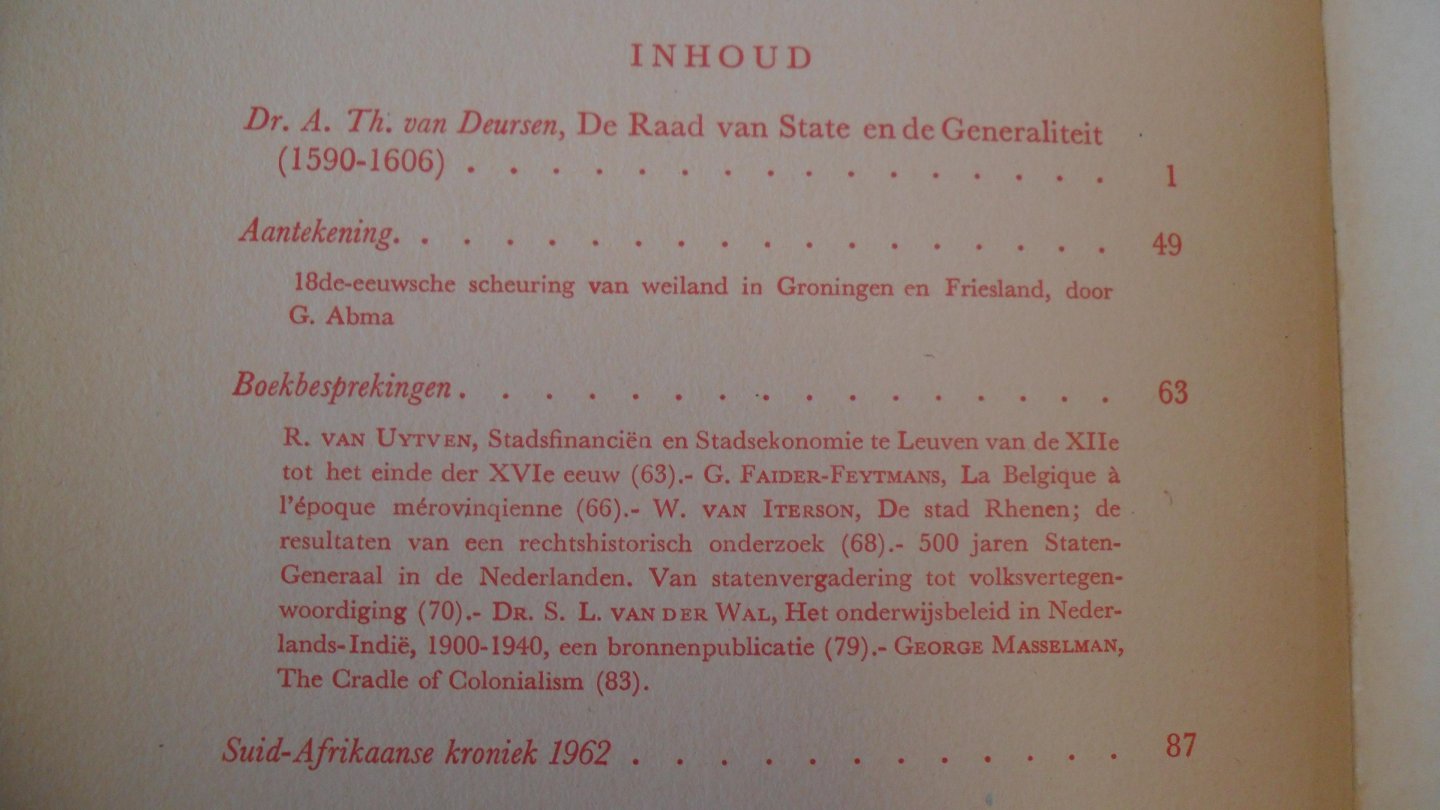 INHOUD
Dr. A. Th. van Deursen, De Raad van State en de Generaliteit
(1590-1606) . . . . . . . . . . . . . . . . 1
Aantekening. . . . . . . . . . . . . . . . . . 49
18de-eeuwsche scheuring van weiland in Groningen en Friesland, door
G. Abma
Boekbesprekingen . . . . . . . . . . . . . . . . 63
R. VAN UYTVEN, Stadsfinanciën en Stadsekonomie te Leuven van de XIIe
tot het einde der XVIe eeuw (63).- G. FAIDER-FEYTMANS, La Belgique à
l'époque mérovinqienne (66).- W. VAN ITERSON, De stad Rhenen; de
resultaten van een rechtshistorisch onderzoek (68).- 500 jaren Staten-
Generaal in de Nederlanden. Van statenvergadering tot volksvertegen-
woordiging (70).- DR. S. L. VAN DER WAL, Het onderwijsbeleid in Neder-
lands-Indië, 1900-1940, een bronnenpublicatie (79).- GEORGE MASSELMAN,
The Cradle of Colonialism (83).
Suid-Afrikaanse kroniek 1962 . . . . . . . . . . . . 87